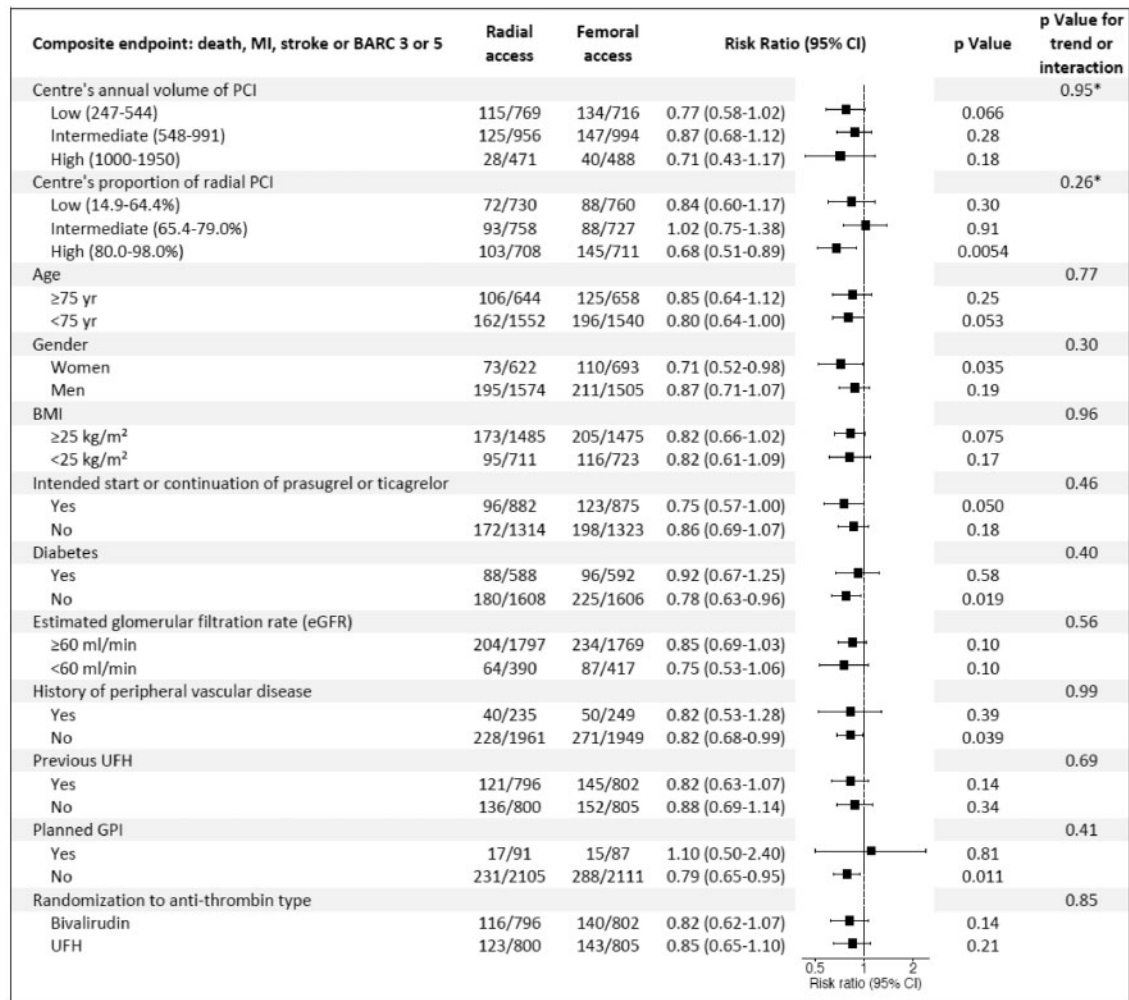 Composite endpoint: death, MI, stroke or BARC 3 or 5 Radial access Femoral access Risk Ratio (95% CI) p Value p Value for trend or interaction
Centre's annual volume of PCI 0.95*
Low (247-544) 115/769 134/716 0.77 (0.58-1.02) 0.066
Intermediate (548-991) 125/956 147/994 0.87 (0.68-1.12) 0.28
High (1000-1950) 28/471 40/488 0.71 (0.43-1.17) 0.18
Centre's proportion of radial PCI 0.26*
Low (14.9-64.4%) 72/730 88/760 0.84 (0.60-1.17) 0.30
Intermediate (65.4-79.0%) 93/758 88/727 1.02 (0.75-1.38) 0.91
High (80.0-98.0%) 103/708 145/711 0.68 (0.51-0.89) 0.0054
Age 0.77
≥75 yr 106/644 125/658 0.85 (0.64-1.12) 0.25
<75 yr 162/1552 196/1540 0.80 (0.64-1.00) 0.053
Gender 0.30
Women 73/622 110/693 0.71 (0.52-0.98) 0.035
Men 195/1574 211/1505 0.87 (0.71-1.07) 0.19
BMI 0.96
≥25 kg/m² 173/1485 205/1475 0.82 (0.66-1.02) 0.075
<25 kg/m² 95/711 116/723 0.82 (0.61-1.09) 0.17
Intended start or continuation of prasugrel or ticagrelor 0.46
Yes 96/882 123/875 0.75 (0.57-1.00) 0.050
No 172/1314 198/1323 0.86 (0.69-1.07) 0.18
Diabetes 0.40
Yes 88/588 96/592 0.92 (0.67-1.25) 0.58
No 180/1608 225/1606 0.78 (0.63-0.96) 0.019
Estimated glomerular filtration rate (eGFR) 0.56
≥60 ml/min 204/1797 234/1769 0.85 (0.69-1.03) 0.10
<60 ml/min 64/390 87/417 0.75 (0.53-1.06) 0.10
History of peripheral vascular disease 0.99
Yes 40/235 50/249 0.82 (0.53-1.28) 0.39
No 228/1961 271/1949 0.82 (0.68-0.99) 0.039
Previous UFH 0.69
Yes 121/796 145/802 0.82 (0.63-1.07) 0.14
No 136/800 152/805 0.88 (0.69-1.14) 0.34
Planned GPI 0.41
Yes 17/91 15/87 1.10 (0.50-2.40) 0.81
No 231/2105 288/2111 0.79 (0.65-0.95) 0.011
Randomization to anti-thrombin type 0.85
Bivalirudin 116/796 140/802 0.82 (0.62-1.07) 0.14
UFH 123/800 143/805 0.85 (0.65-1.10) 0.21
0.5 1 2
Risk ratio (95% CI)